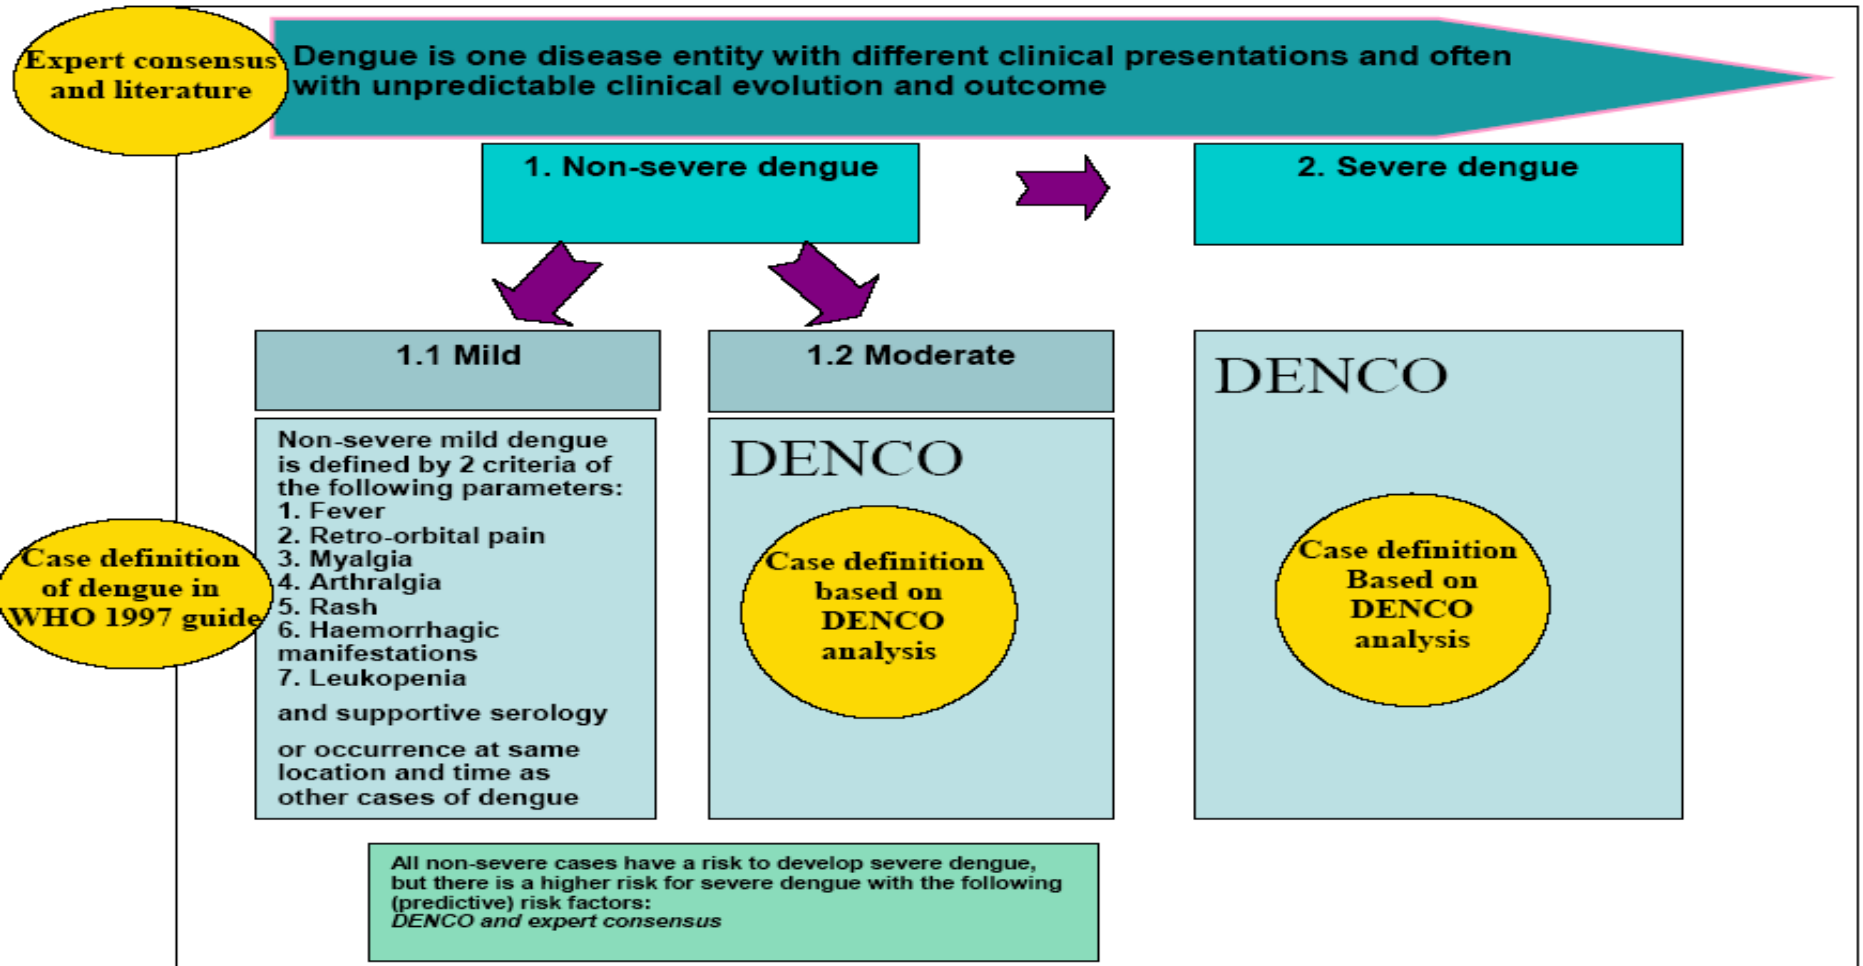 Expert consensus
and literature
Dengue is one disease entity with different clinical presentations and often
with unpredictable clinical evolution and outcome
1. Non-severe dengue
2. Severe dengue
1.1 Mild
1.2 Moderate
Case definition
of dengue in
WHO 1997 guide
Non-severe mild dengue
is defined by 2 criteria of
the following parameters:
1. Fever
2. Retro-orbital pain
3. Myalgia
4. Arthralgia
5. Rash
6. Haemorrhagic
manifestations
7. Leukopenia
and supportive serology
or occurrence at same
location and time as
other cases of dengue
DENCO
Case definition
based on
DENCO
analysis
DENCO
Case definition
Based on
DENCO
analysis
All non-severe cases have a risk to develop severe dengue,
but there is a higher risk for severe dengue with the following
(predictive) risk factors:
DENCO and expert consensus